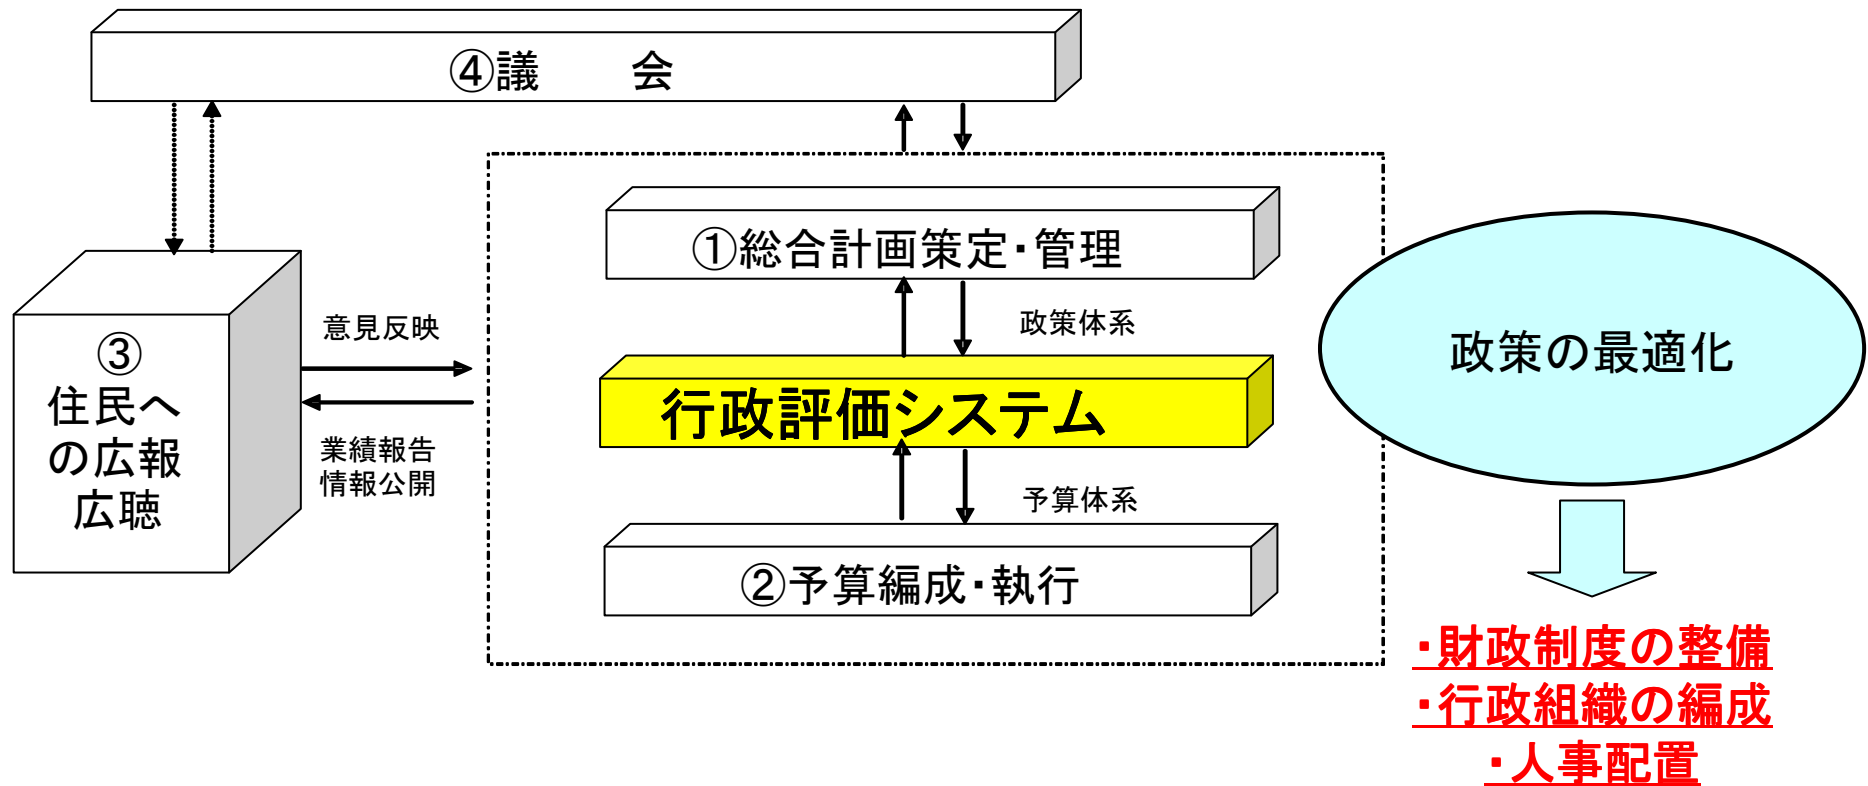 ④議　　会
①総合計画策定・管理
意見反映
政策体系
③
住民へ
の広報
広聴
政策の最適化
行政評価システム
業績報告
情報公開
予算体系
②予算編成・執行
・財政制度の整備
・行政組織の編成
・人事配置